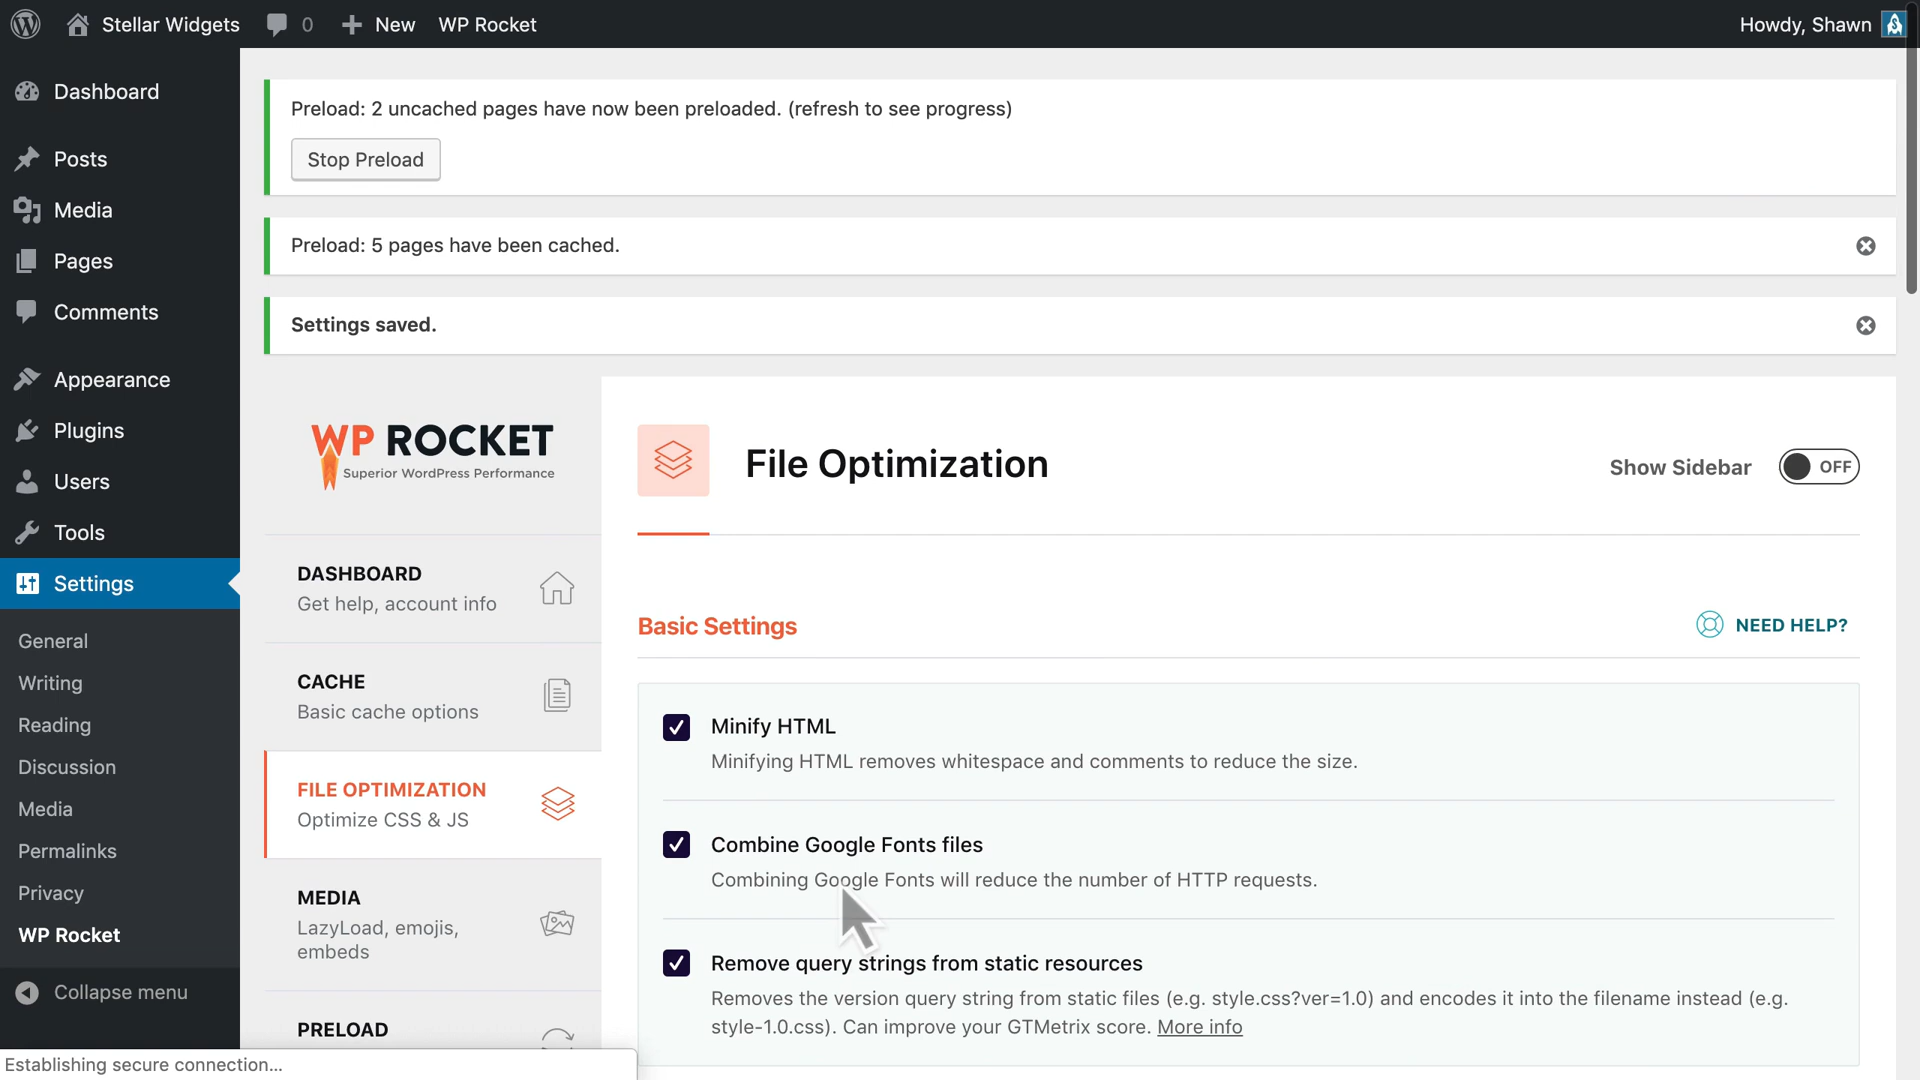 Stellar Widgets
0
New
WP Rocket
Howdy, Shawn
Dashboard
Posts
Media
Pages
Comments
Appearance
Plugins
Users
Tools
Settings
General
Writing
Reading
Discussion
Media
Permalinks
Privacy
WP Rocket
Collapse menu
Establishing secure connection...
Preload: 2 uncached pages have now been preloaded. (refresh to see progress)
Stop Preload
Preload: 5 pages have been cached.
Settings saved.
WP ROCKET
Superior WordPress Performance
DASHBOARD
Get help, account info
CACHE
Basic cache options
FILE OPTIMIZATION
Optimize CSS & JS
MEDIA
LazyLoad, emojis,
embeds
PRELOAD
File Optimization
Show Sidebar
OFF
Basic Settings
NEED HELP?
Minify HTML
Minifying HTML removes whitespace and comments to reduce the size.
Combine Google Fonts files
Combining Google Fonts will reduce the number of HTTP requests.
Remove query strings from static resources
Removes the version query string from static files (e.g. style.css?ver=1.0) and encodes it into the filename instead (e.g.
style-1.0.css). Can improve your GTMetrix score. More info